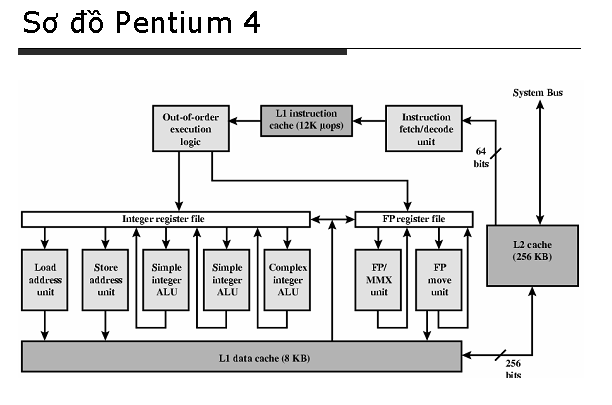 Sơ đồ Pentium 4
System Bus
Out-of-order
execution
logic
L1 instruction
cache (12K µops)
Instruction
fetch/decode
unit
64
bits
Integer register file
FP register file
L2 cache
(256 KB)
Load
address
unit
Store
address
unit
Simple
integer
ALU
Simple
integer
ALU
Complex
integer
ALU
FP/
MMX
unit
FP
move
unit
L1 data cache (8 KB)
256
bits